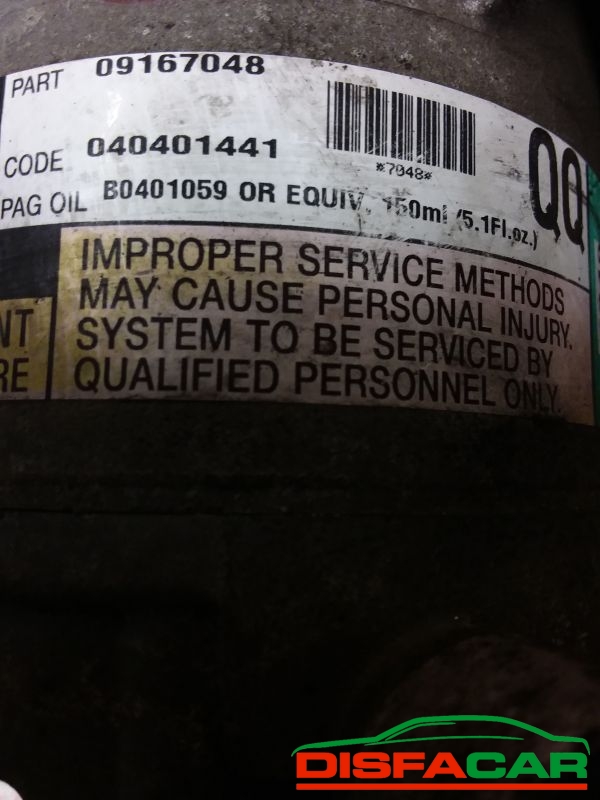 PART 09167048
CODE 040401441
*7048*
PAG OIL B0401059 OR EQUIV. 150ml /5.1Fl.oz.)
QQ
IMPROPER SERVICE METHODS
MAY CAUSE PERSONAL INJURY.
SYSTEM TO BE SERVICED BY
QUALIFIED PERSONNEL ONLY.
NT
RE
DISFACAR